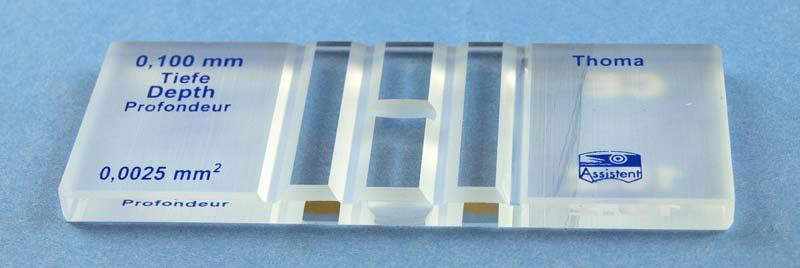 0,100 mm
Tiefe
Depth
Profondeur
0,0025 mm²
Profondeur
Thoma
Assistent